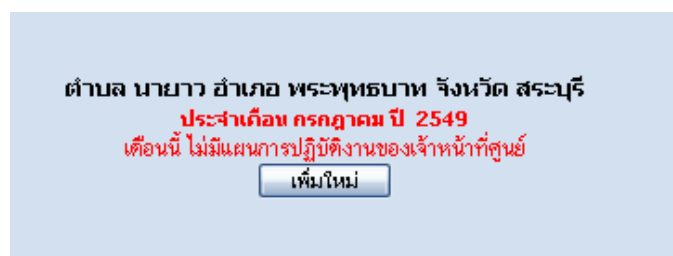 ตำบล นายาว อำเภอ พระพุทธบาท จังหวัด สระบุรี
ประจำเดือน กรกฎาคม ปี 2549
เดือนนี้ ไม่มีแผนการปฏิบัติงานของเจ้าหน้าที่ศูนย์
เพิ่มใหม่